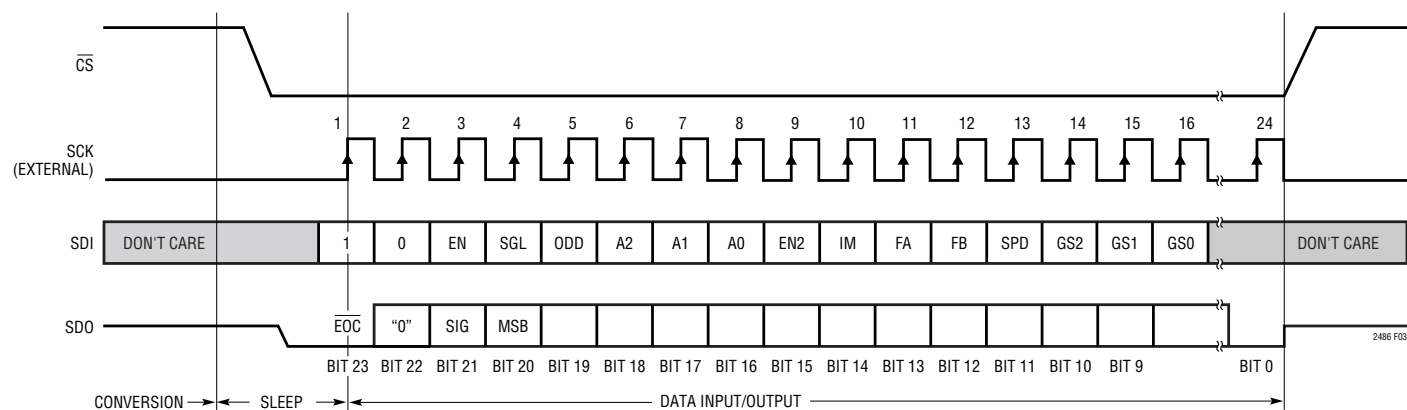 CS
1 2 3 4 5 6 7 8 9 10 11 12 13 14 15 16 24
SCK
(EXTERNAL)
SDI DON'T CARE 1 0 EN SGL ODD A2 A1 A0 EN2 IM FA FB SPD GS2 GS1 GS0 DON'T CARE
SDO EOC “0” SIG MSB
2486 F03
BIT 23 BIT 22 BIT 21 BIT 20 BIT 19 BIT 18 BIT 17 BIT 16 BIT 15 BIT 14 BIT 13 BIT 12 BIT 11 BIT 10 BIT 9 BIT 0
CONVERSION SLEEP DATA INPUT/OUTPUT